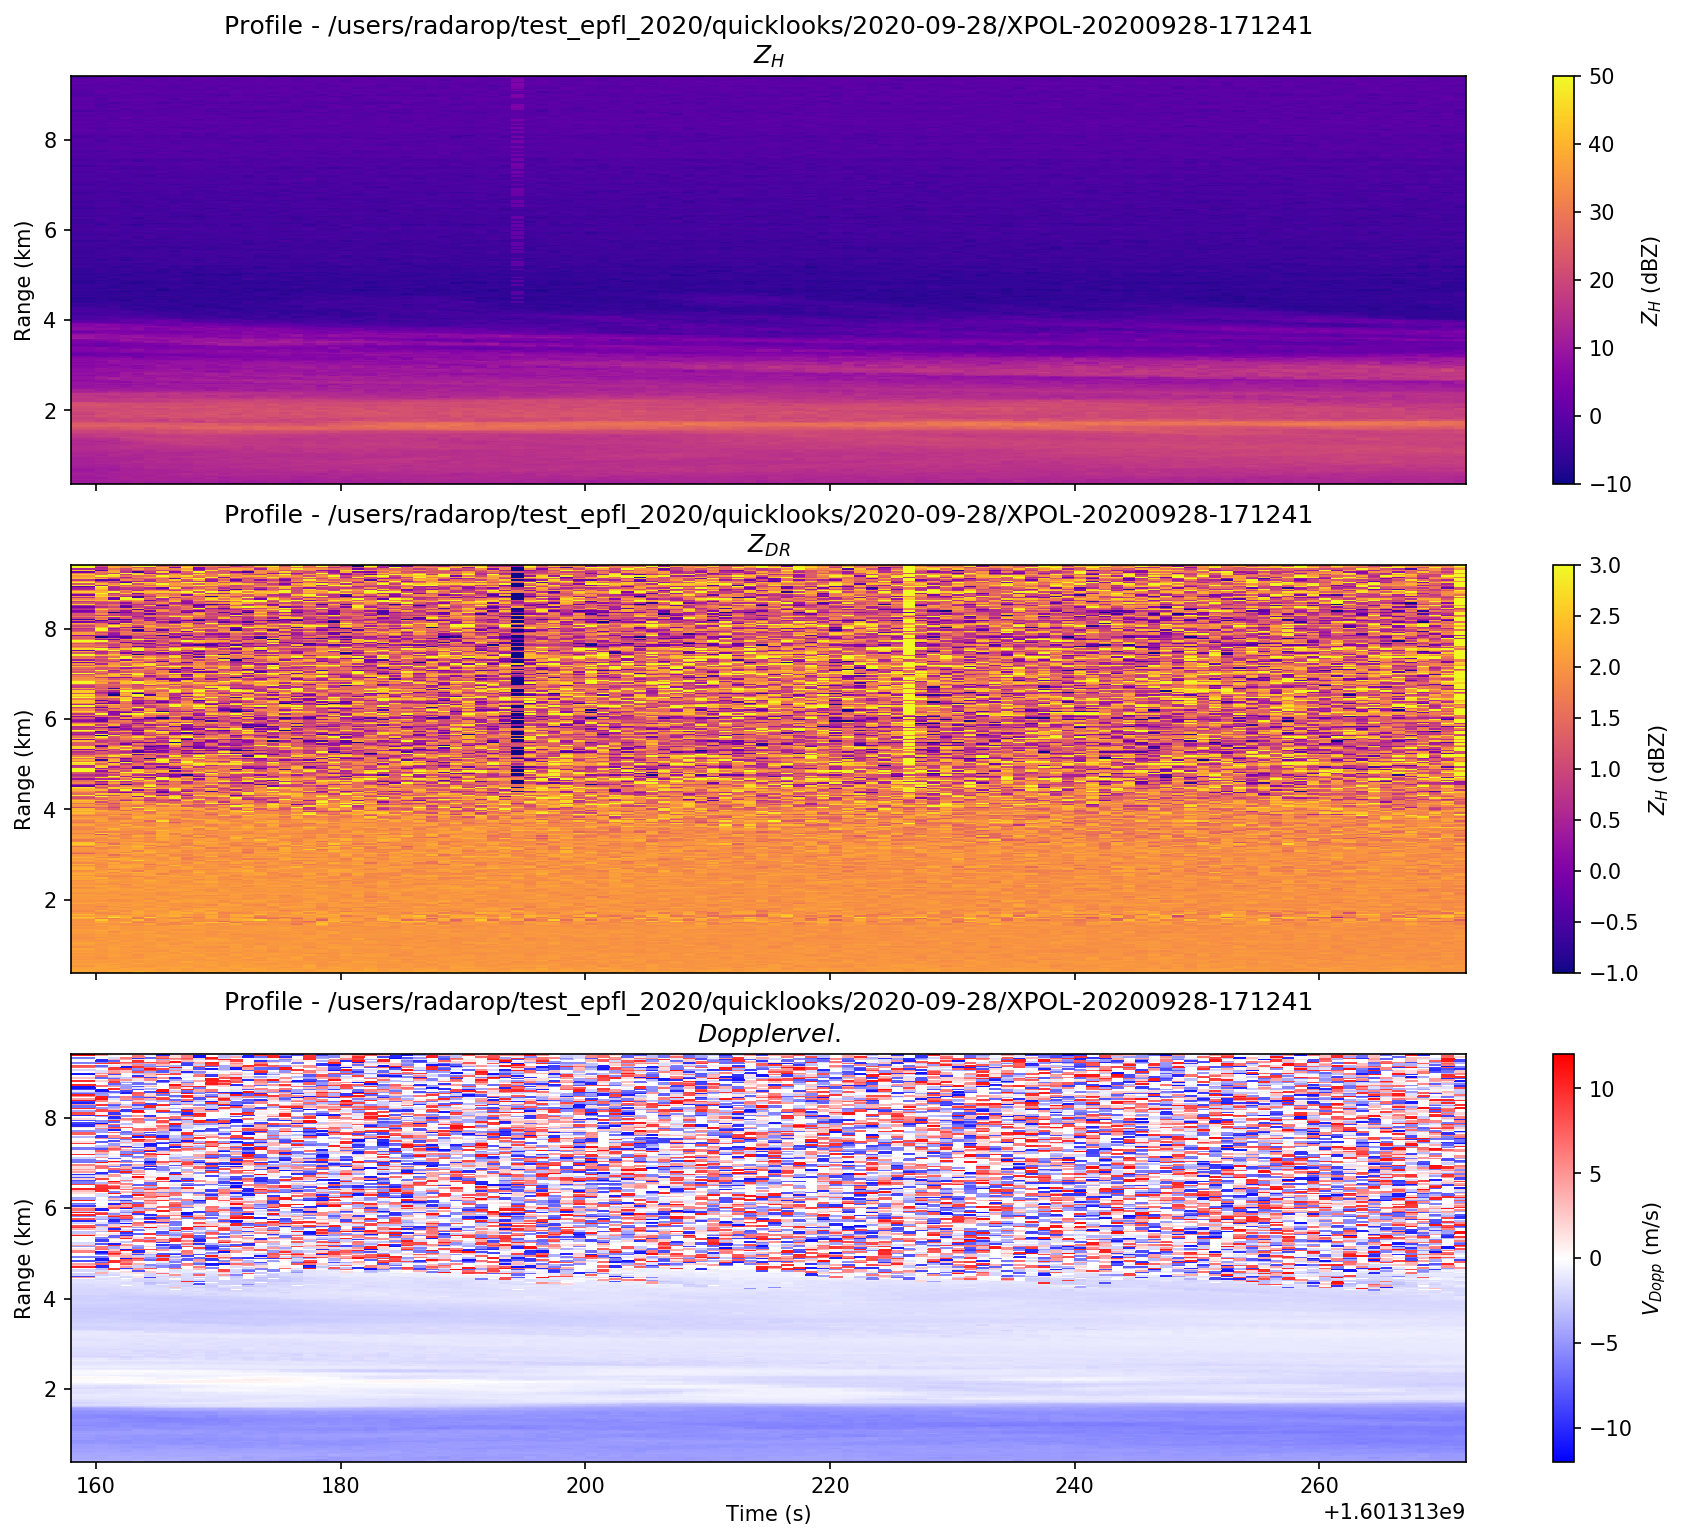 Profile - /users/radarop/test_epfl_2020/quicklooks/2020-09-28/XPOL-20200928-171241
Z_H
Range (km)
8
6
4
2
50
40
30
20
10
0
−10
Z_H (dBZ)
Profile - /users/radarop/test_epfl_2020/quicklooks/2020-09-28/XPOL-20200928-171241
Z_DR
Range (km)
8
6
4
2
3.0
2.5
2.0
1.5
1.0
0.5
0.0
−0.5
−1.0
Z_H (dBZ)
Profile - /users/radarop/test_epfl_2020/quicklooks/2020-09-28/XPOL-20200928-171241
Dopplervel.
Range (km)
8
6
4
2
10
5
0
−5
−10
V_Dopp (m/s)
160 180 200 220 240 260
Time (s)
+1.601313e9